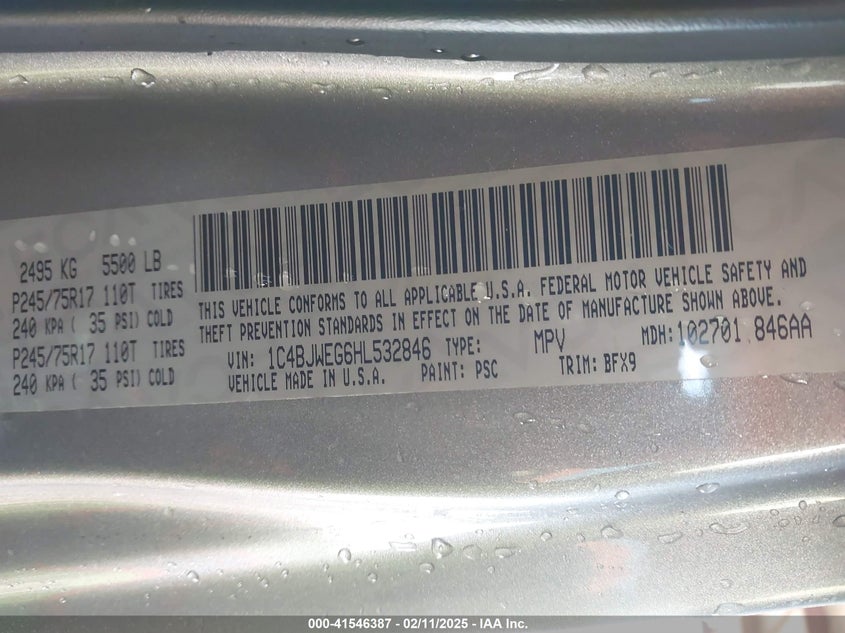 2495 KG 5500 LB
P245/75R17 110T TIRES
240 KPA ( 35 PSI) COLD
P245/75R17 110T TIRES
240 KPA ( 35 PSI) COLD
THIS VEHICLE CONFORMS TO ALL APPLICABLE U.S.A. FEDERAL MOTOR VEHICLE SAFETY AND
THEFT PREVENTION STANDARDS IN EFFECT ON THE DATE OF MANUFACTURE SHOWN ABOVE.
VIN: 1C4BJWEG6HL532846 TYPE: MPV MDH:102701 846AA
VEHICLE MADE IN U.S.A. PAINT: PSC TRIM: BFX9
000-41546387 - 02/11/2025 - IAA Inc.